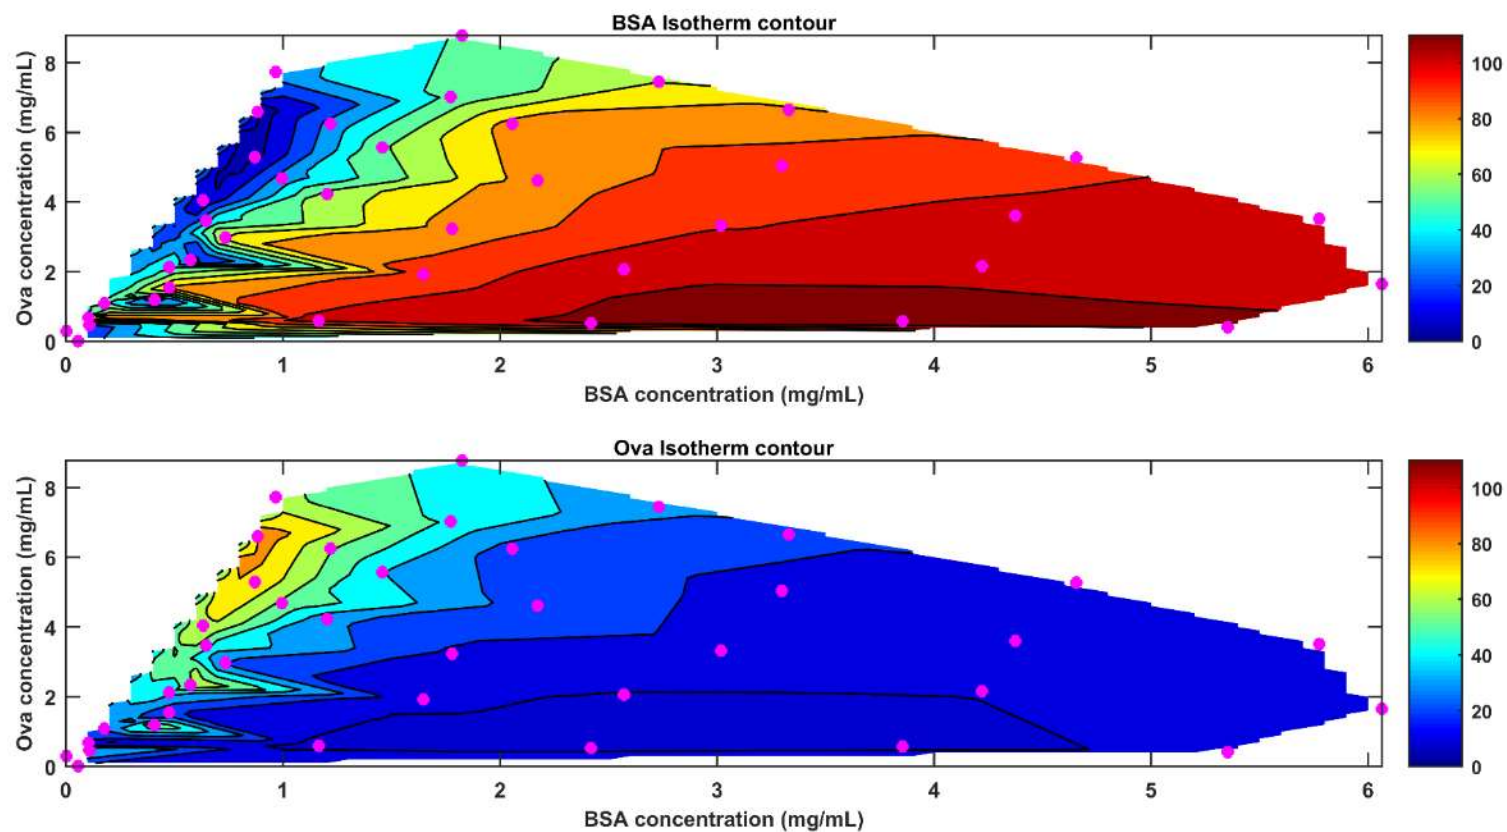 BSA Isotherm contour
Ova concentration (mg/mL)
8
6
4
2
0
0 1 2 3 4 5 6
BSA concentration (mg/mL)
100
80
60
40
20
0
Ova Isotherm contour
Ova concentration (mg/mL)
8
6
4
2
0
0 1 2 3 4 5 6
BSA concentration (mg/mL)
100
80
60
40
20
0